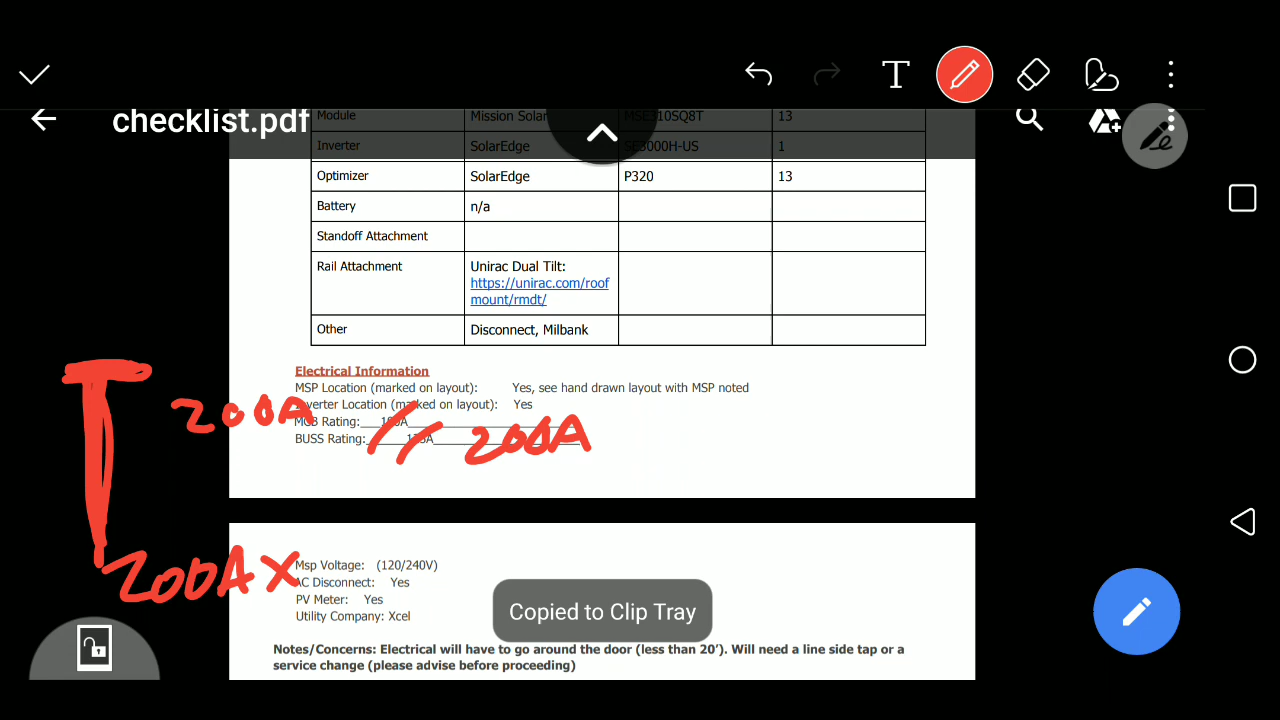 T
checklist.pdf
Module Mission Solar MSE310SQ8T 13
Inverter SolarEdge SE3000H-US 1
Optimizer SolarEdge P320 13
Battery n/a
Standoff Attachment
Rail Attachment Unirac Dual Tilt:
https://unirac.com/roof
mount/rmdt/
Other Disconnect, Milbank
Electrical Information
MSP Location (marked on layout): Yes, see hand drawn layout with MSP noted
Inverter Location (marked on layout): Yes
200A
MCB Rating: 100A
BUSS Rating: 125A
200A
200A X
Msp Voltage: (120/240V)
AC Disconnect: Yes
PV Meter: Yes
Utility Company: Xcel
Copied to Clip Tray
Notes/Concerns: Electrical will have to go around the door (less than 20'). Will need a line side tap or a
service change (please advise before proceeding)